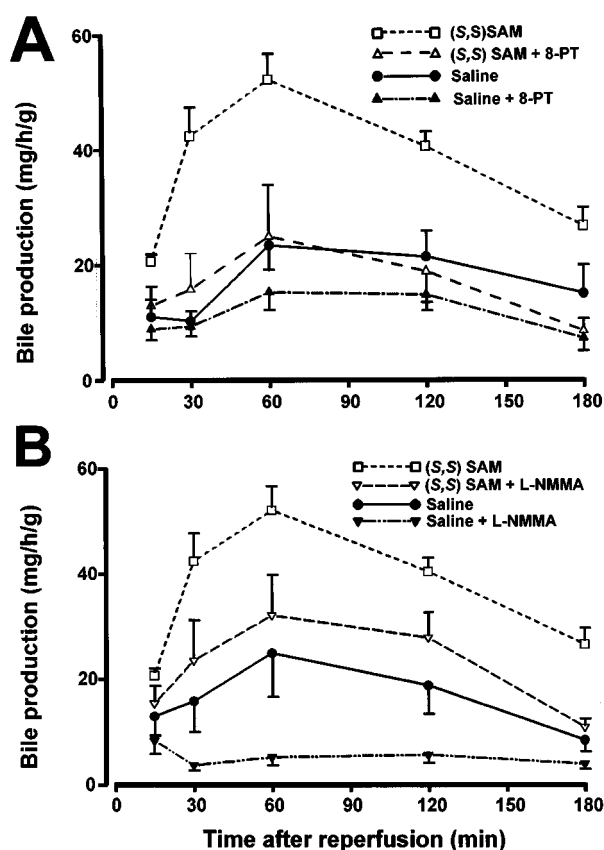 A
(S,S)SAM
(S,S) SAM + 8-PT
Saline
Saline + 8-PT
Bile production (mg/h/g)
60
40
20
0
0 30 60 90 120 150 180
B
(S,S) SAM
(S,S) SAM + L-NMMA
Saline
Saline + L-NMMA
Bile production (mg/h/g)
60
40
20
0
0 30 60 90 120 150 180
Time after reperfusion (min)